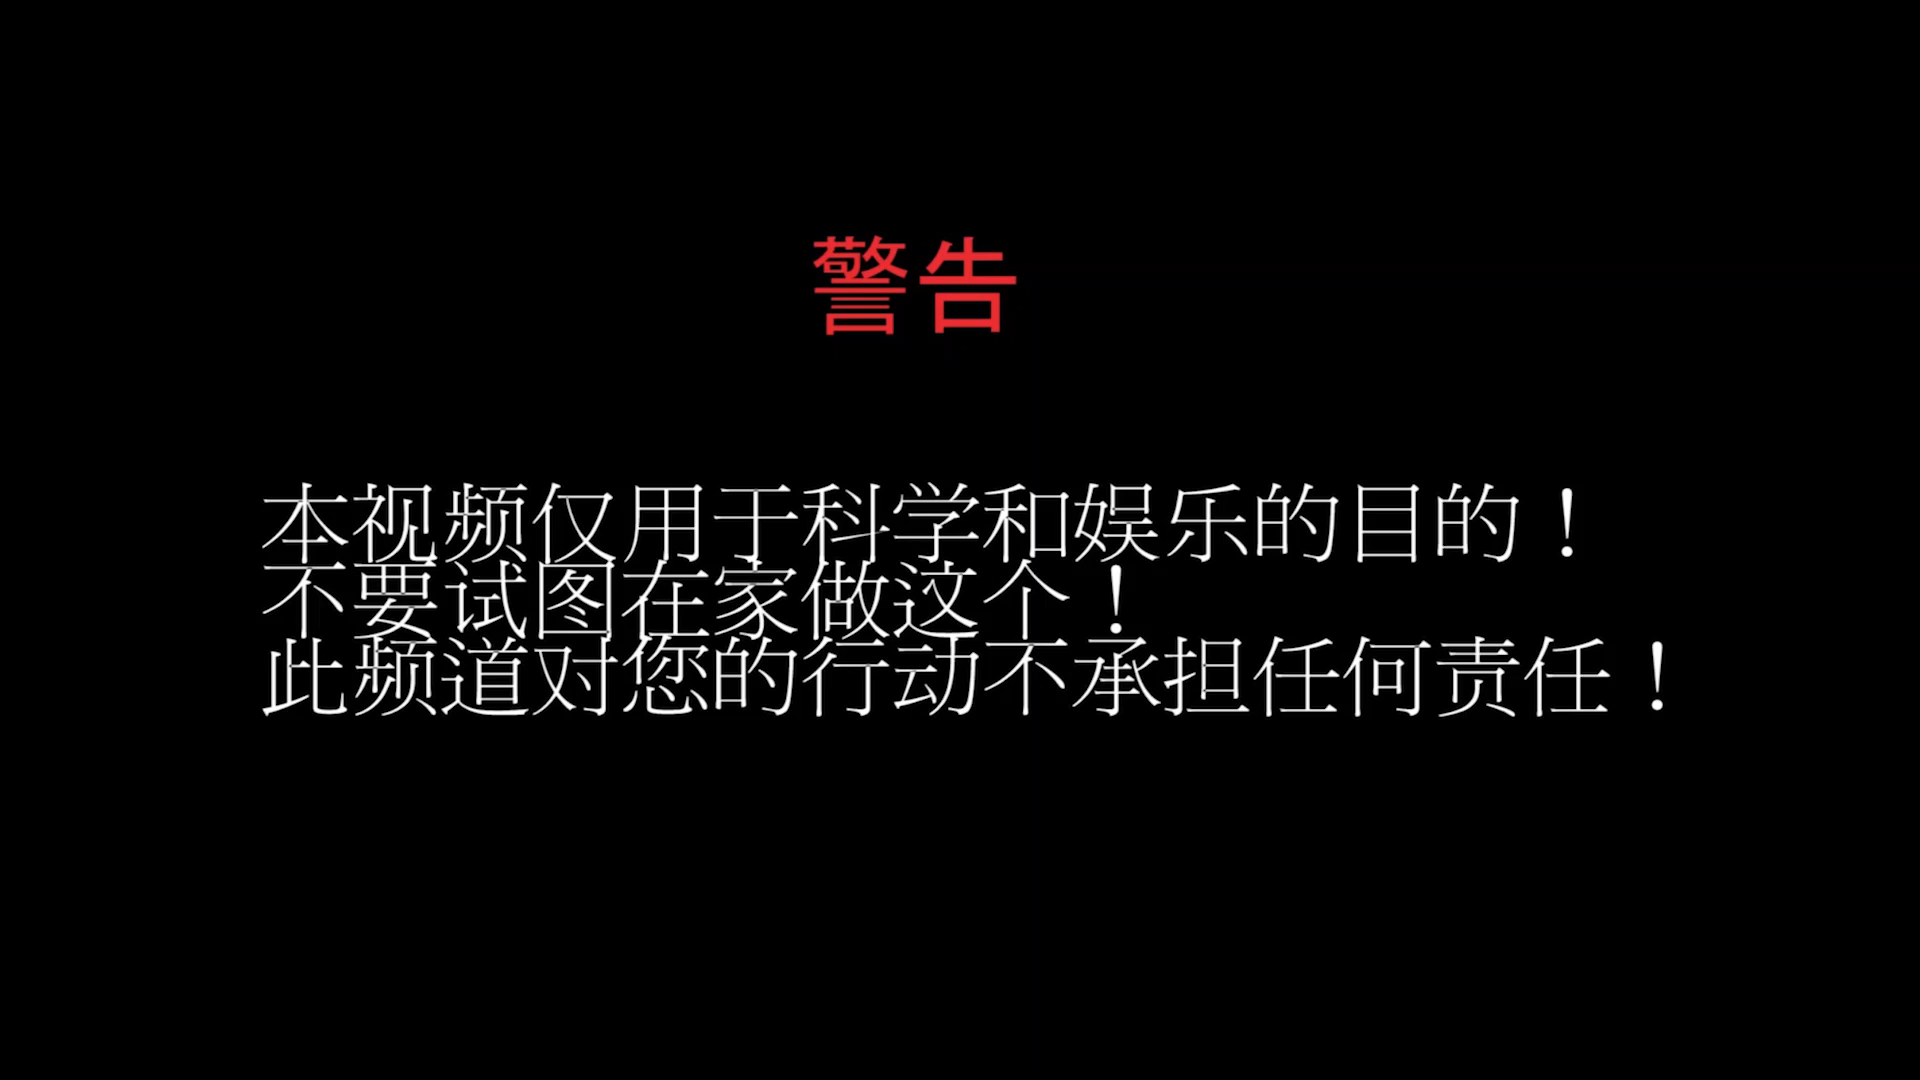 警告
本视频仅用于科学和娱乐的目的！
不要试图在家做这个！
此频道对您的行动不承担任何责任！